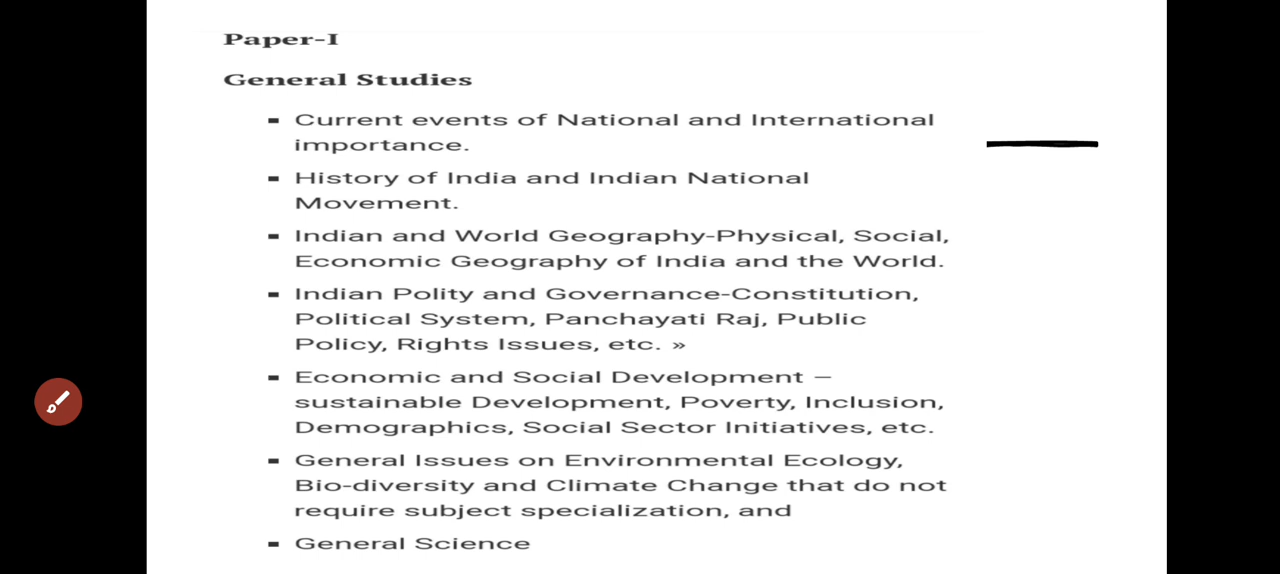 Paper-I
General Studies
▪ Current events of National and International
importance.
▪ History of India and Indian National
Movement.
▪ Indian and World Geography-Physical, Social,
Economic Geography of India and the World.
▪ Indian Polity and Governance-Constitution,
Political System, Panchayati Raj, Public
Policy, Rights Issues, etc. »
▪ Economic and Social Development –
sustainable Development, Poverty, Inclusion,
Demographics, Social Sector Initiatives, etc.
▪ General Issues on Environmental Ecology,
Bio-diversity and Climate Change that do not
require subject specialization, and
▪ General Science